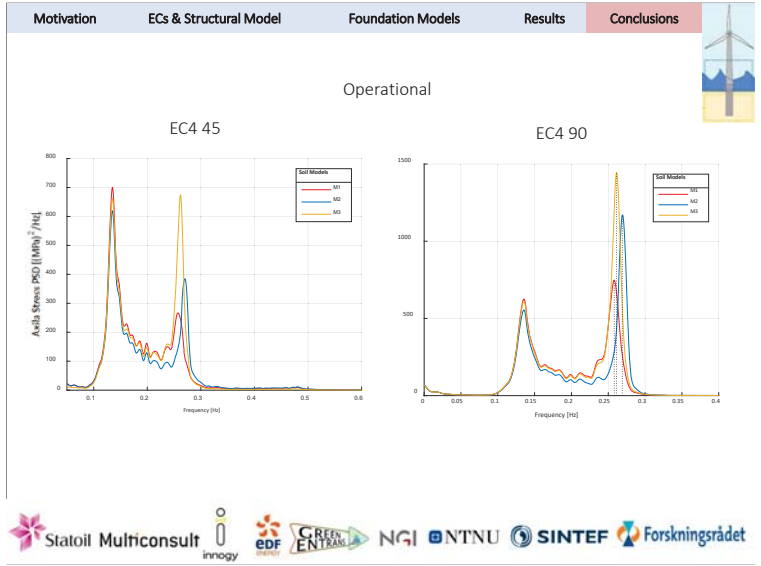 Motivation ECs & Structural Model Foundation Models Results Conclusions
Operational
EC4 45
EC4 90
800
700
600
500
400
300
200
100
0
Axila Stress PSD [(MPa)^2/Hz]
0.1 0.2 0.3 0.4 0.5 0.6
Frequency [Hz]
Soil Models
M1
M2
M3
1500
1000
500
0
0 0.05 0.1 0.15 0.2 0.25 0.3 0.35 0.4
Frequency [Hz]
Soil Models
M1
M2
M3
Statoil Multiconsult innogy eDF ENERGY GREEN ENTRANS NGI NTNU SINTEF Forskningsrådet